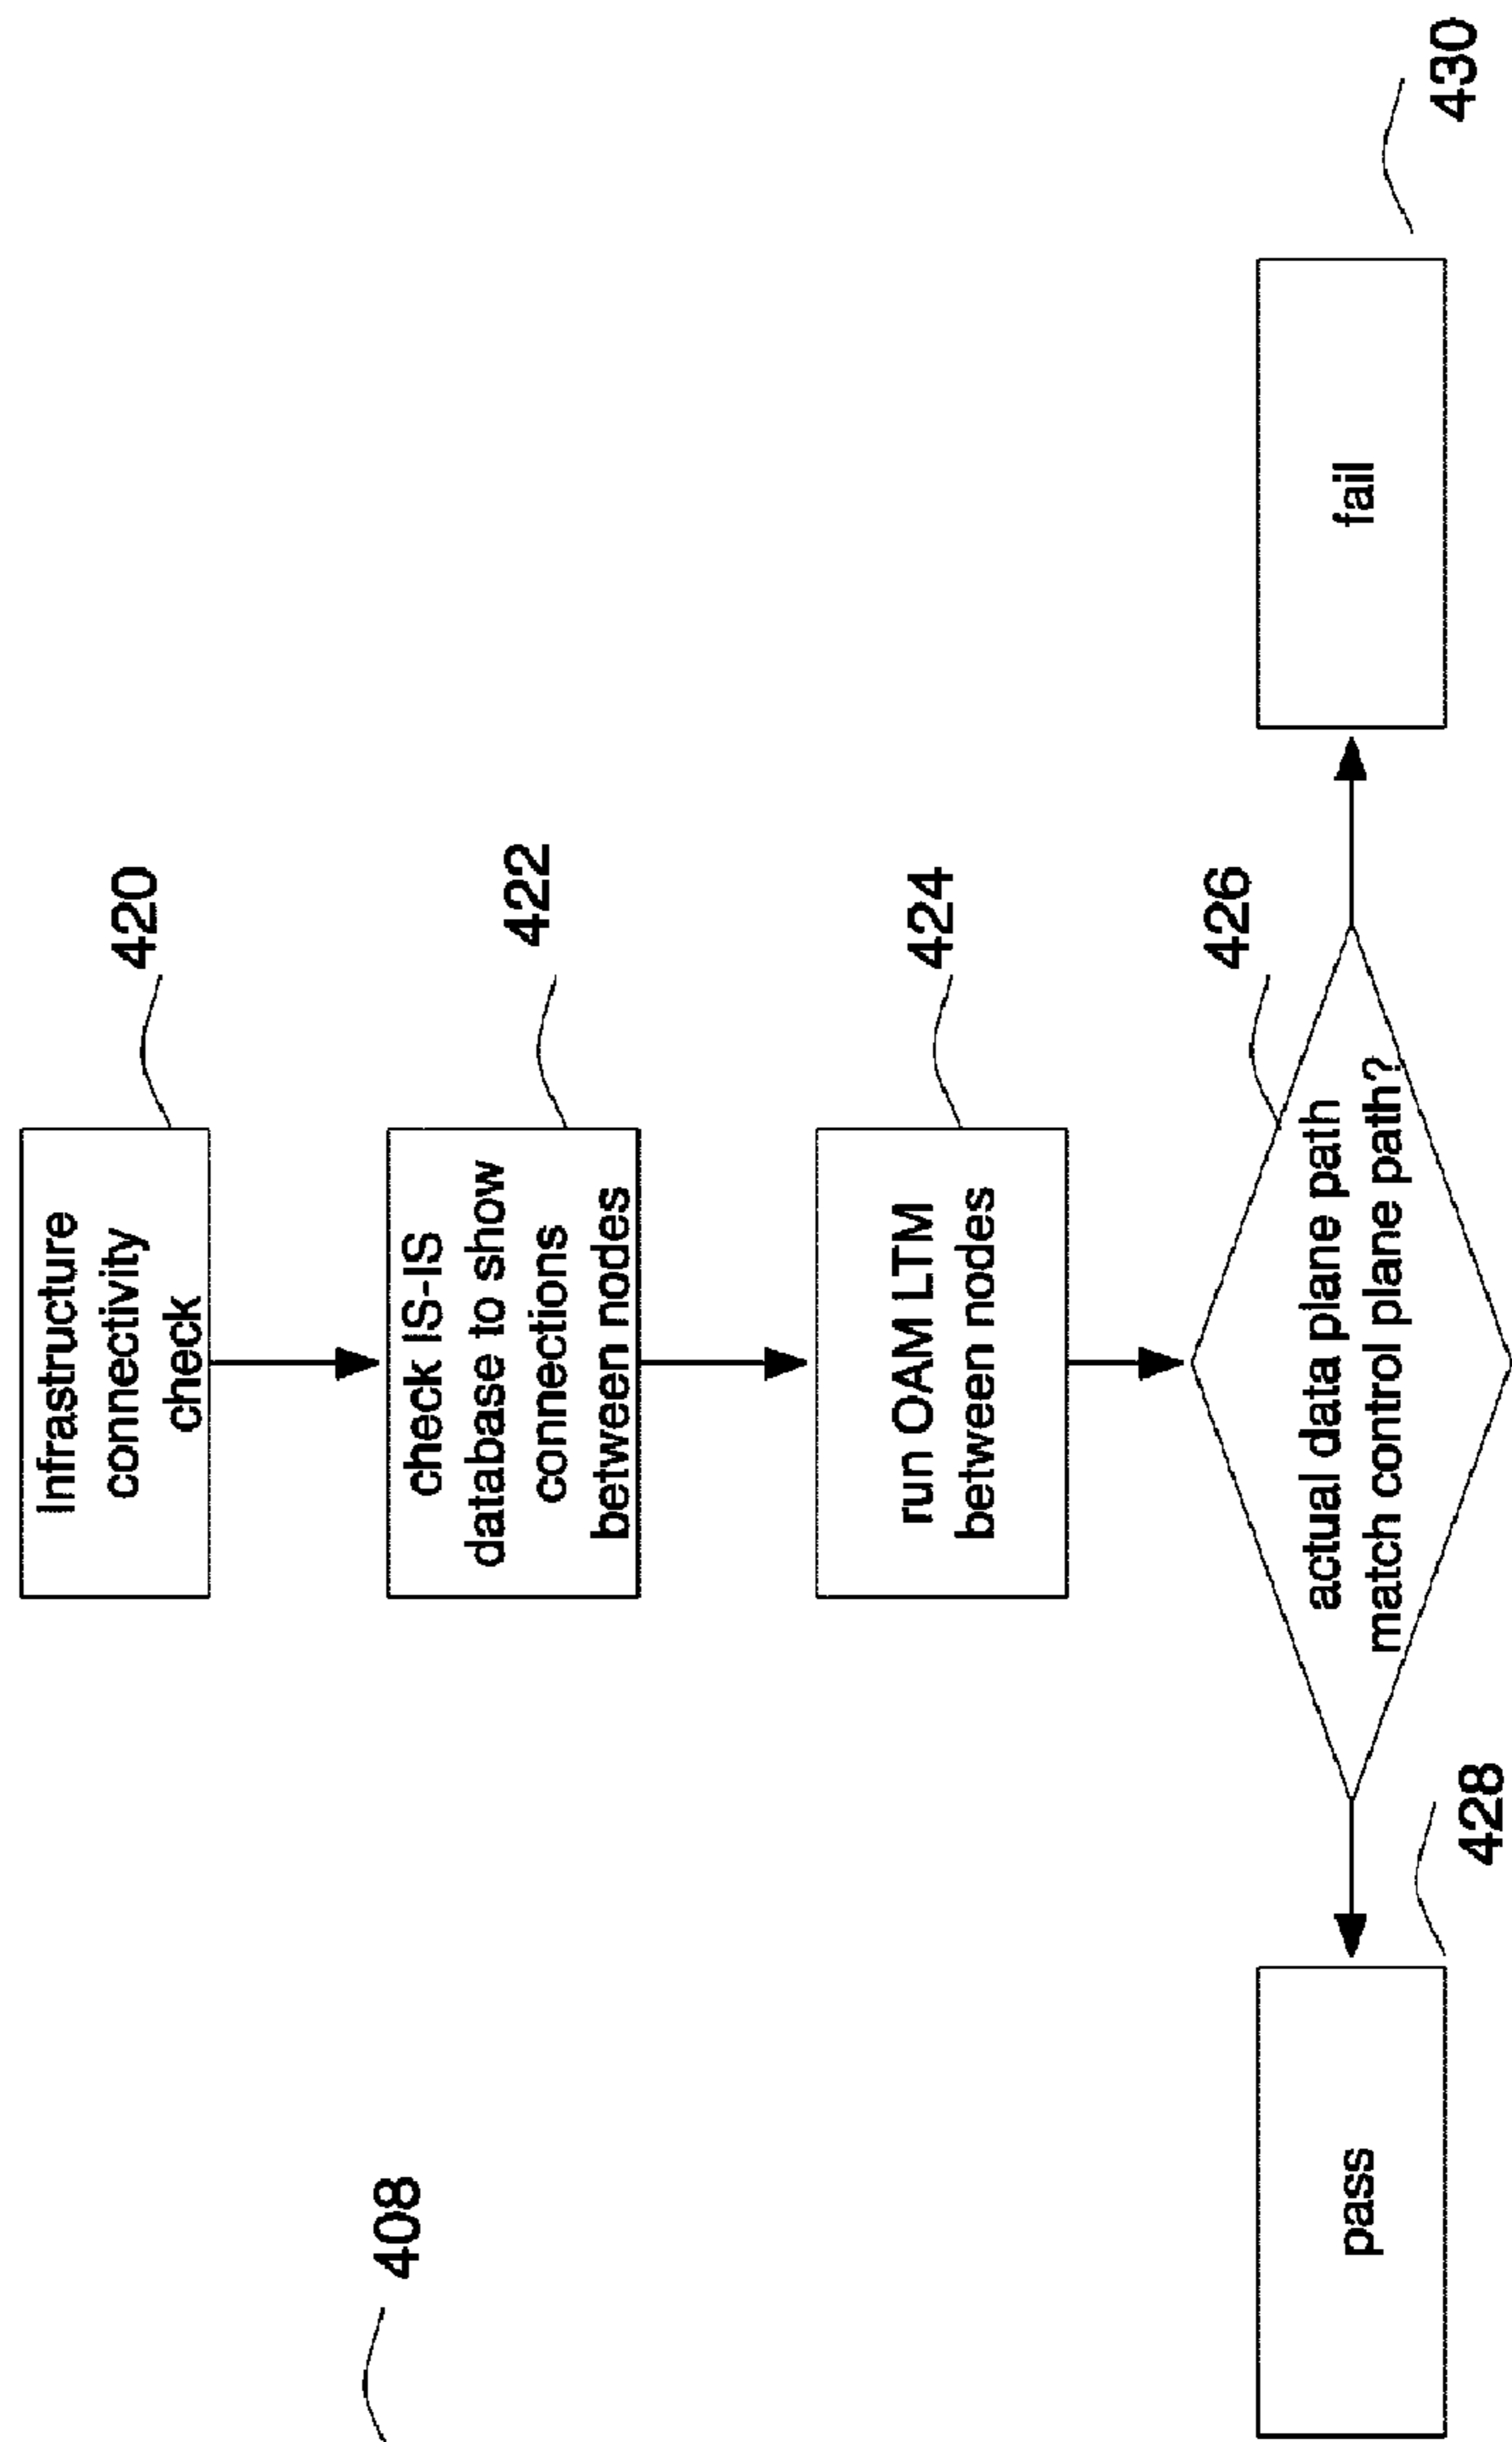 408
Infrastructure
connectivity
check
420
check IS-IS
database to show
connections
between nodes
422
run OAM LTM
between nodes
424
actual data plane path
match control plane path?
426
pass
428
fail
430